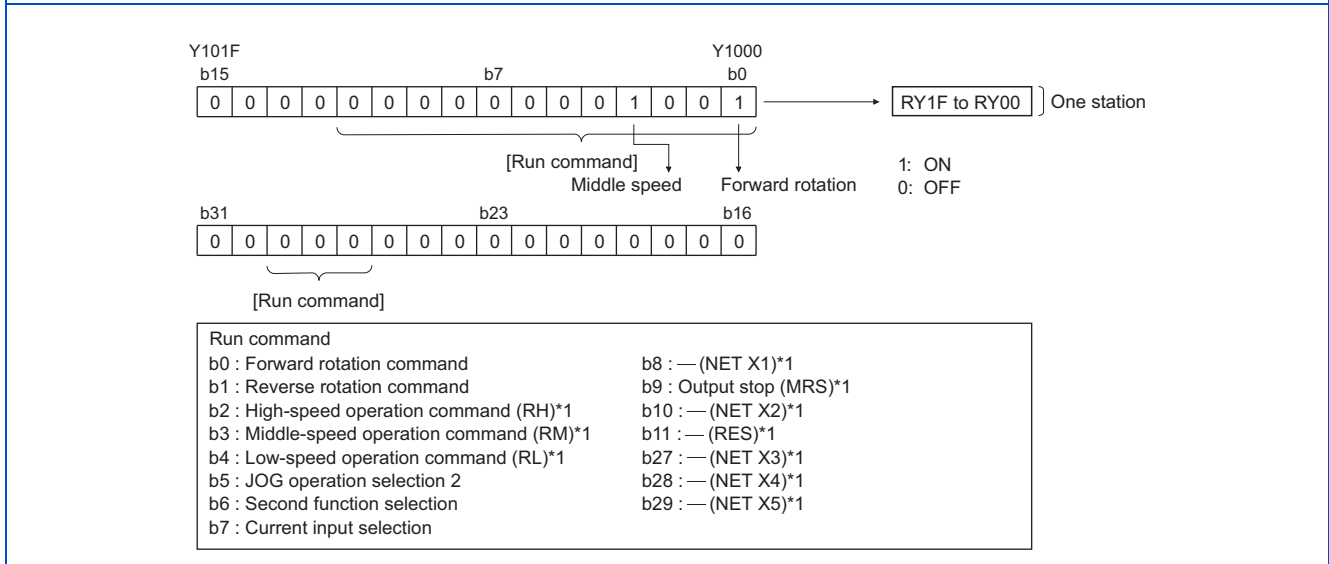 Y101F Y1000
b15 b7 b0
0 0 0 0 0 0 0 0 0 0 0 0 1 0 0 1 RY1F to RY00 One station
[Run command] 1: ON
Middle speed Forward rotation 0: OFF
b31 b23 b16
0 0 0 0 0 0 0 0 0 0 0 0 0 0 0 0
[Run command]
Run command
b0 : Forward rotation command
b1 : Reverse rotation command
b2 : High-speed operation command (RH)*1
b3 : Middle-speed operation command (RM)*1
b4 : Low-speed operation command (RL)*1
b5 : JOG operation selection 2
b6 : Second function selection
b7 : Current input selection
b8 : — (NET X1)*1
b9 : Output stop (MRS)*1
b10 : — (NET X2)*1
b11 : — (RES)*1
b27 : — (NET X3)*1
b28 : — (NET X4)*1
b29 : — (NET X5)*1